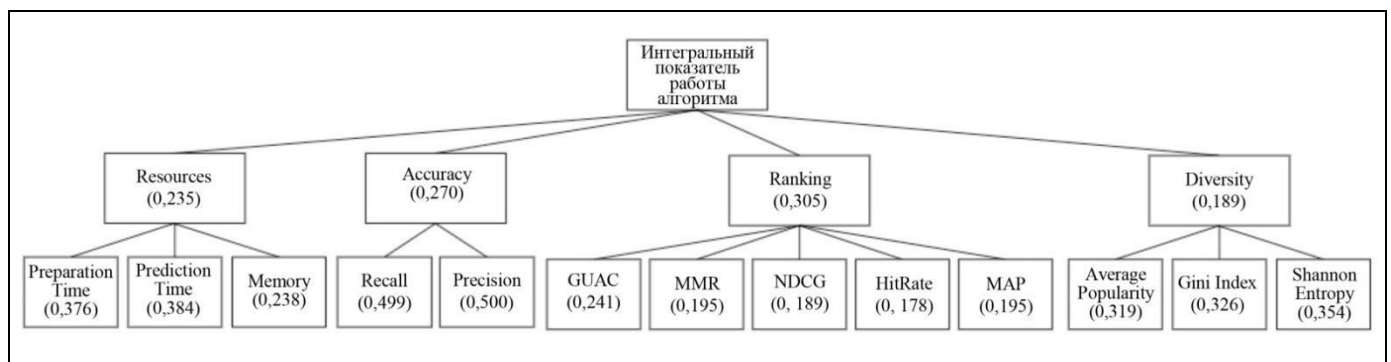 Интегральный
показатель
работы
алгоритма
Resources
(0,235)
Accuracy
(0,270)
Ranking
(0,305)
Diversity
(0,189)
Preparation
Time
(0,376)
Prediction
Time
(0,384)
Memory
(0,238)
Recall
(0,499)
Precision
(0,500)
GUAC
(0,241)
MMR
(0,195)
NDCG
(0, 189)
HitRate
(0, 178)
MAP
(0,195)
Average
Popularity
(0,319)
Gini Index
(0,326)
Shannon
Entropy
(0,354)